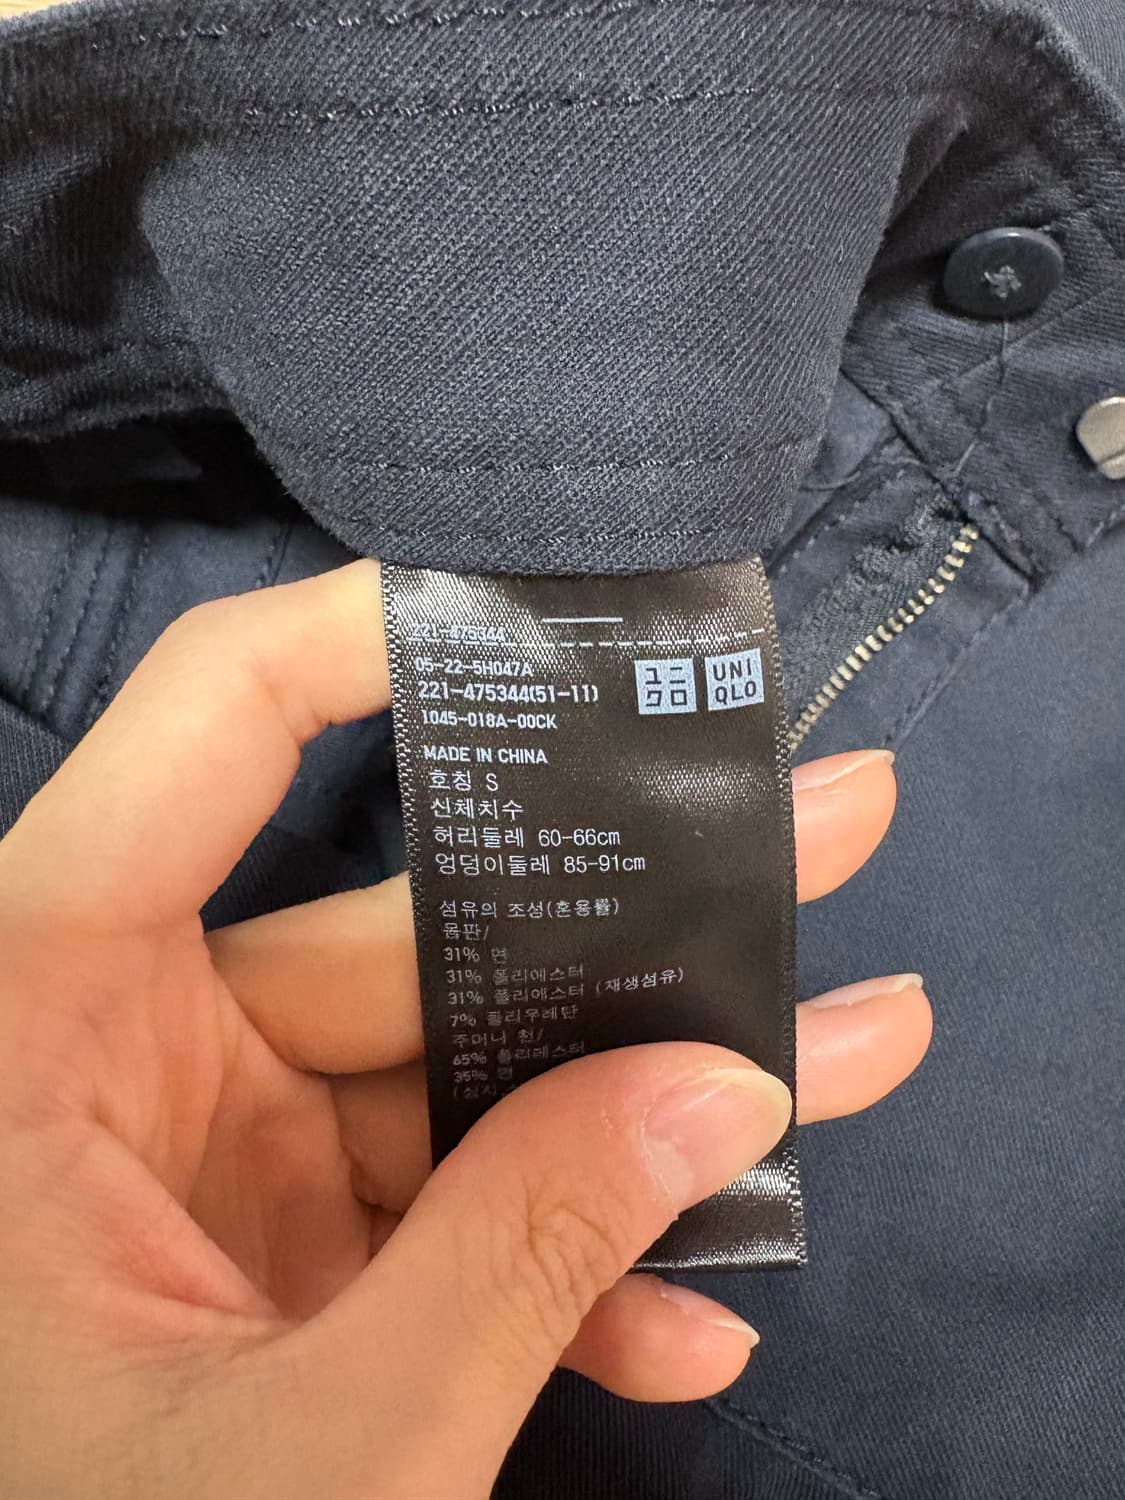 221-475344
05-22-5H047A
221-475344(51-11)
1045-018A-00CK
ユニ
クロ
UNI
QLO
MADE IN CHINA
호칭 S
신체치수
허리둘레 60-66cm
엉덩이둘레 85-91cm
섬유의 조성(혼용률)
몸판/
31% 면
31% 폴리에스터
31% 폴리에스터 (재생섬유)
7% 폴리우레탄
주머니 천/
65% 폴리에스터
35% 면